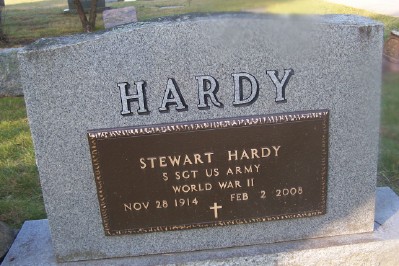 HARDY
STEWART HARDY
S SGT US ARMY
WORLD WAR II
NOV 28 1914 FEB 2 2008